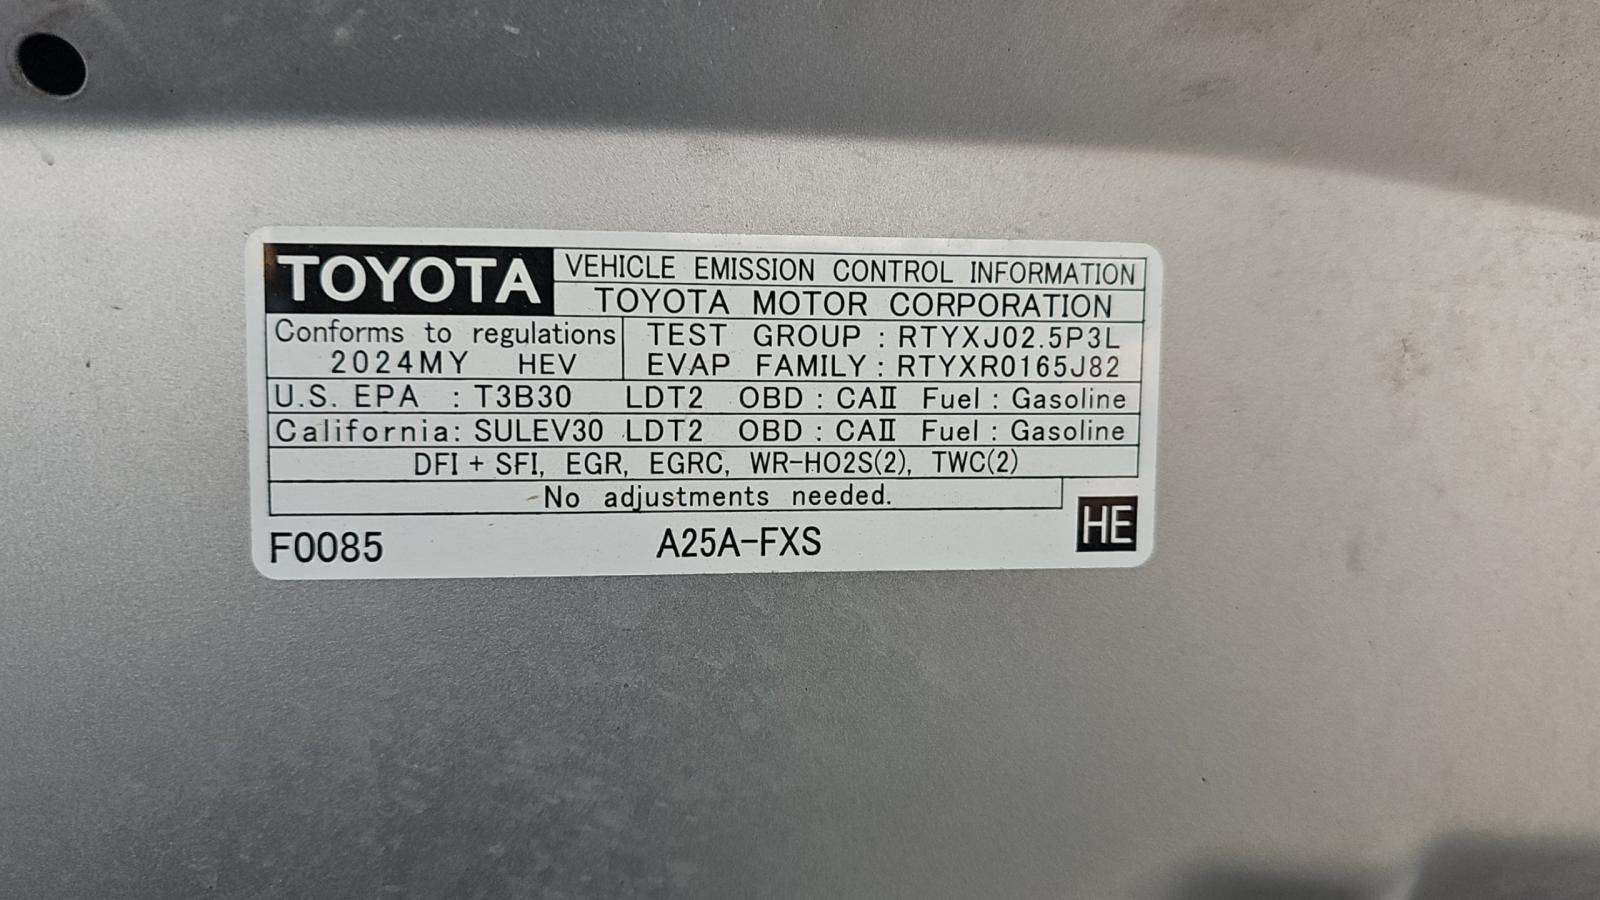 TOYOTA
VEHICLE EMISSION CONTROL INFORMATION
TOYOTA MOTOR CORPORATION
Conforms to regulations
2024MY HEV
TEST GROUP : RTYXJ02.5P3L
EVAP FAMILY : RTYXR0165J82
U.S. EPA : T3B30 LDT2 OBD : CAⅡ Fuel : Gasoline
California: SULEV30 LDT2 OBD : CAⅡ Fuel : Gasoline
DFI + SFI, EGR, EGRC, WR-HO2S(2), TWC(2)
No adjustments needed.
F0085 A25A-FXS HE